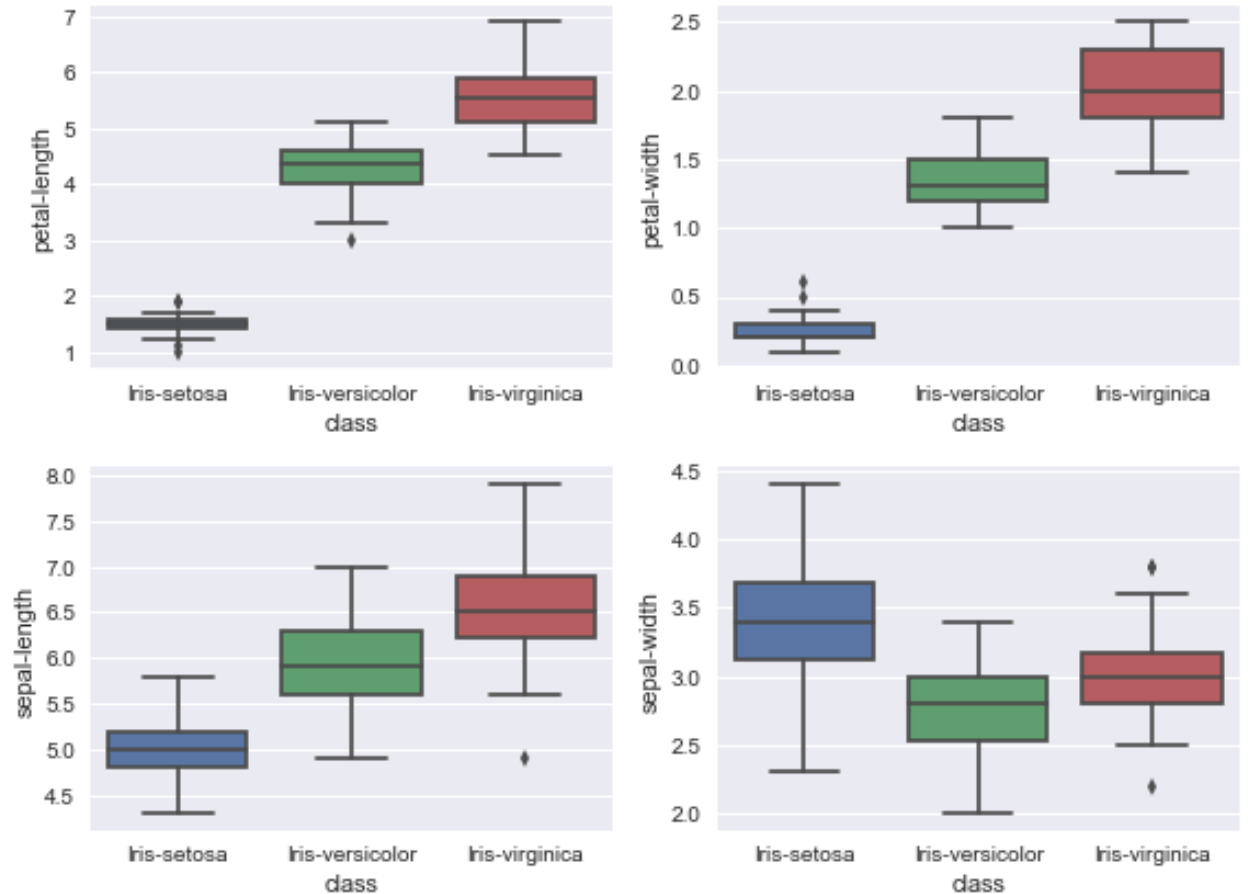 7
6
5
4
3
2
1
petal-length
Iris-setosa Iris-versicolor Iris-virginica
class
2.5
2.0
1.5
1.0
0.5
0.0
petal-width
Iris-setosa Iris-versicolor Iris-virginica
class
8.0
7.5
7.0
6.5
6.0
5.5
5.0
4.5
sepal-length
Iris-setosa Iris-versicolor Iris-virginica
class
4.5
4.0
3.5
3.0
2.5
2.0
sepal-width
Iris-setosa Iris-versicolor Iris-virginica
class